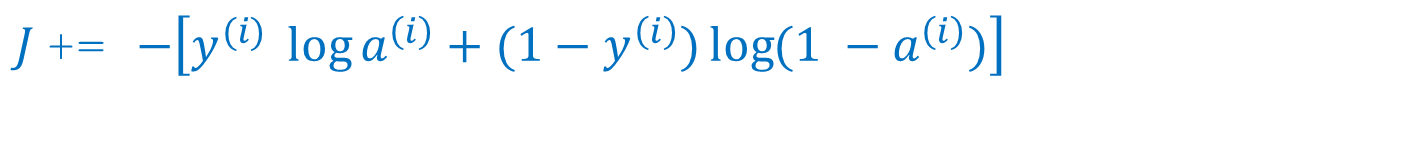 J += −[y⁽ⁱ⁾ log a⁽ⁱ⁾ + (1 − y⁽ⁱ⁾) log(1 − a⁽ⁱ⁾)]